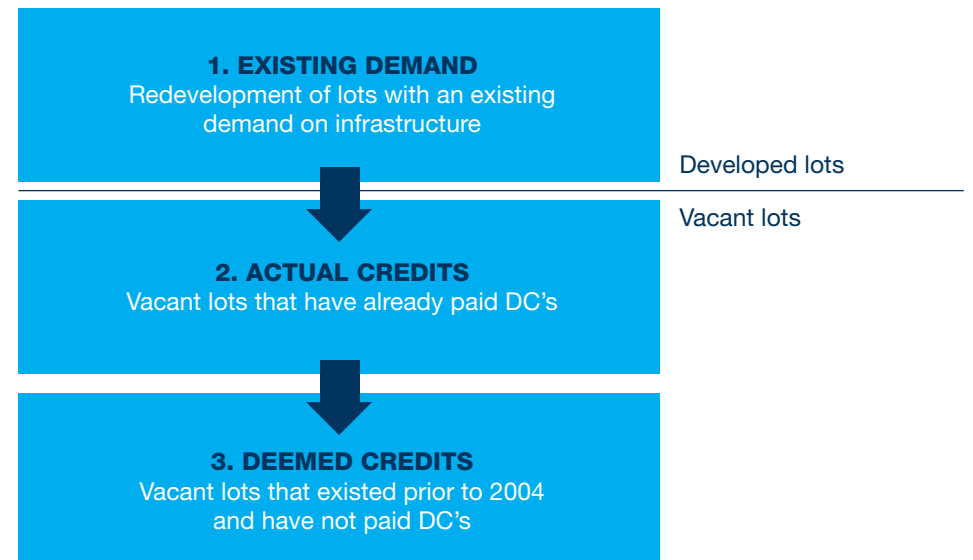 1. EXISTING DEMAND
Redevelopment of lots with an existing
demand on infrastructure
Developed lots
Vacant lots
2. ACTUAL CREDITS
Vacant lots that have already paid DC’s
3. DEEMED CREDITS
Vacant lots that existed prior to 2004
and have not paid DC’s